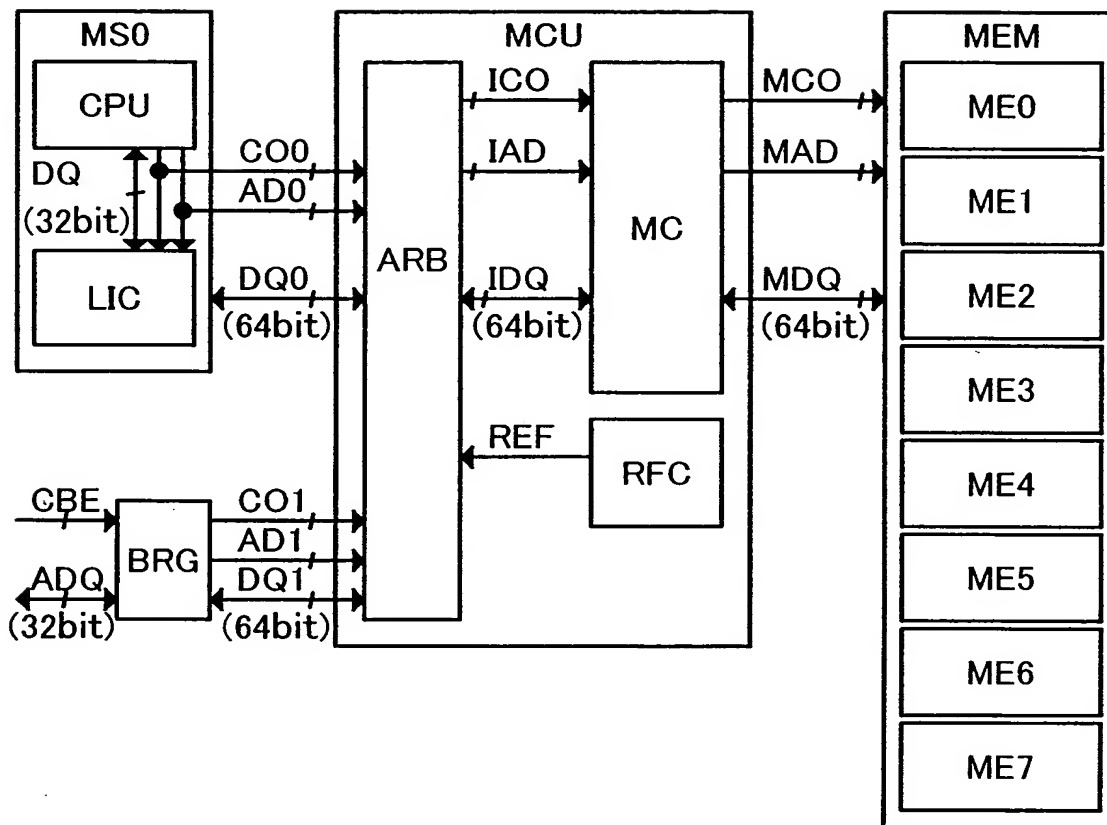 MS0
CPU
DQ
(32bit)
LIC
CO0
AD0
DQ0
(64bit)
CBE
ADQ
(32bit)
BRG
CO1
AD1
DQ1
(64bit)
MCU
ARB
ICO
IAD
IDQ
(64bit)
REF
MC
RFC
MCO
MAD
MDQ
(64bit)
MEM
ME0
ME1
ME2
ME3
ME4
ME5
ME6
ME7